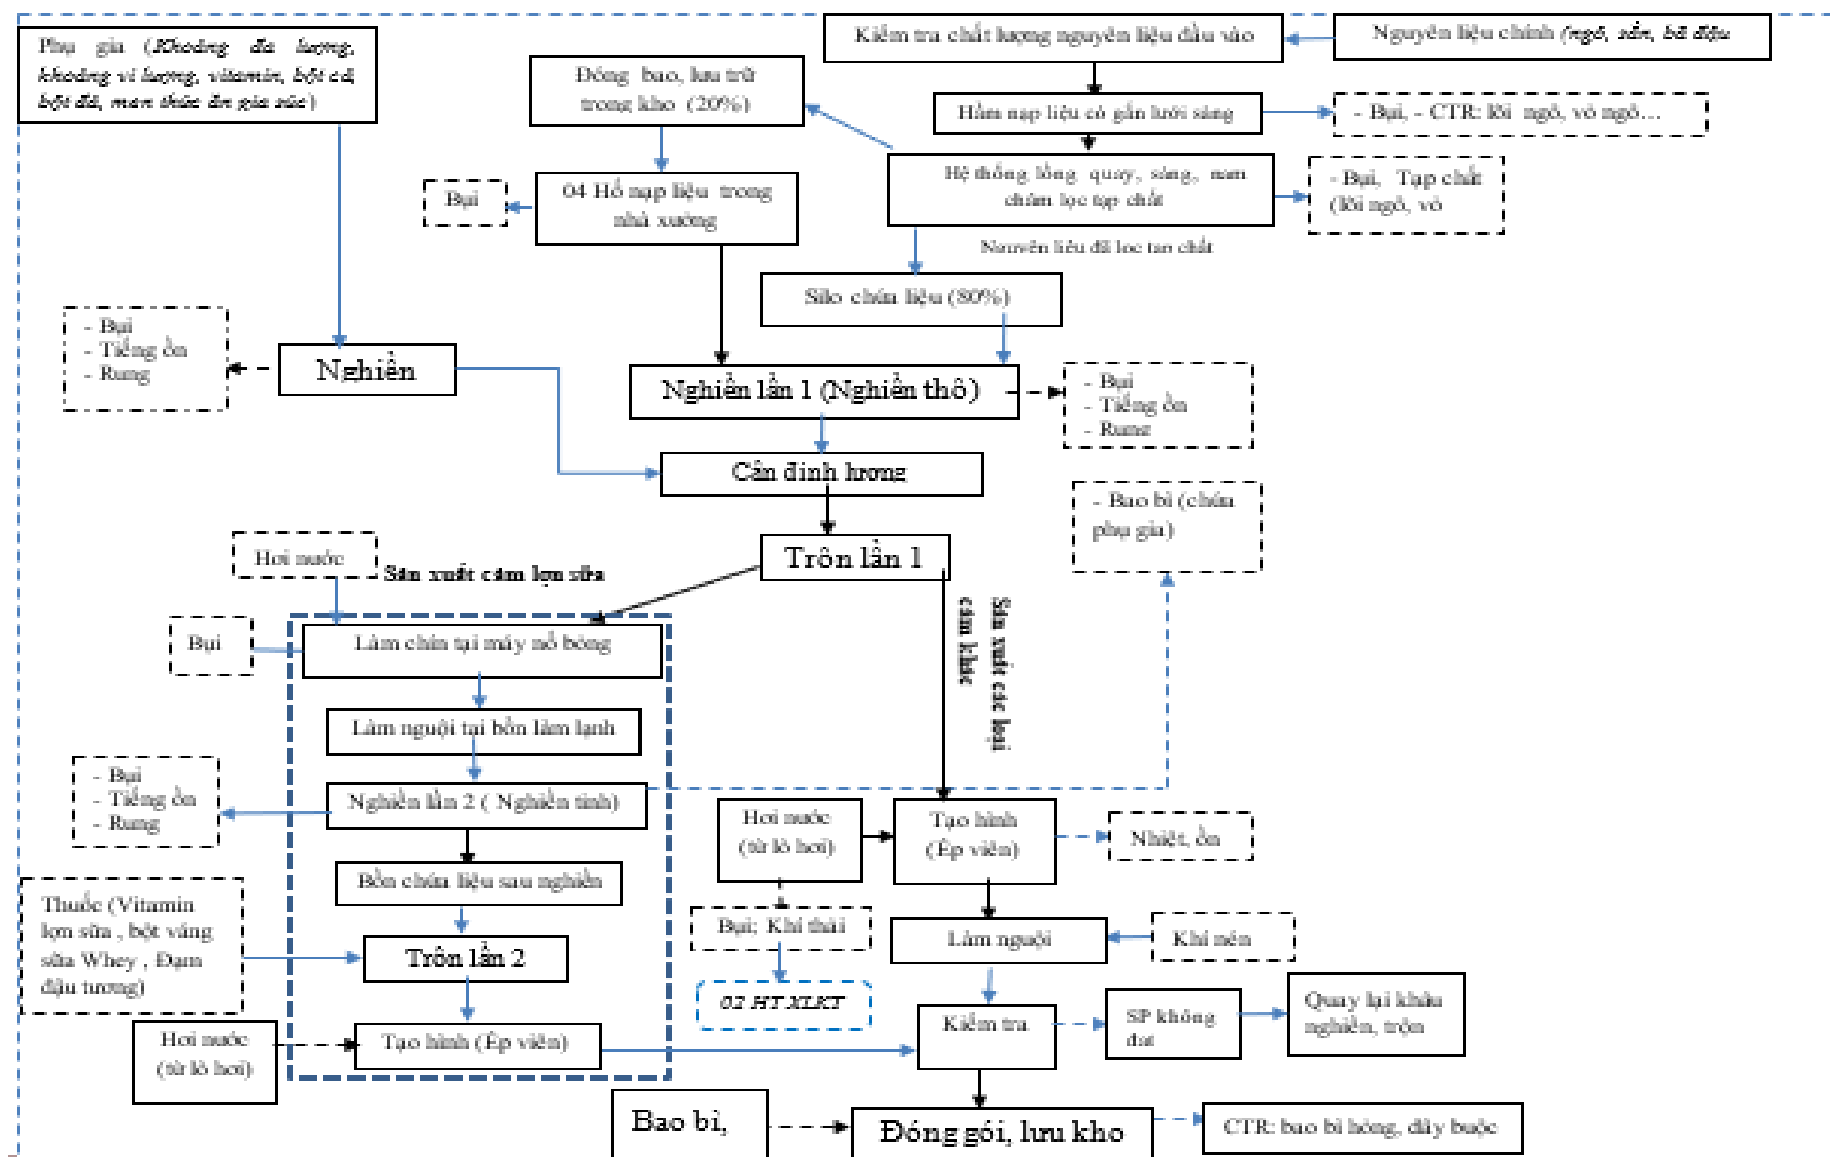 Phụ gia (Khoáng đa lượng,
khoáng vi lượng, vitamin, bột cá,
bột đá, men thức ăn gia súc)
Kiểm tra chất lượng nguyên liệu đầu vào
Nguyên liệu chính (ngô, sắn, bã đậu
Đóng bao, lưu trữ
trong kho (20%)
Hầm nạp liệu có gắn lưới sàng
- Bụi, - CTR: lõi ngô, vỏ ngô…
Hệ thống lồng quay, sàng, nam
châm lọc tạp chất
- Bụi, Tạp chất
(lõi ngô, vỏ
Bụi
04 Hố nạp liệu trong
nhà xưởng
Nguyên liệu đã lọc tạp chất
Silo chứa liệu (80%)
- Bụi
- Tiếng ồn
- Rung
Nghiền
Nghiền lần 1 (Nghiền thô)
- Bụi
- Tiếng ồn
- Rung
Cân định lượng
- Bao bì (chứa
phụ gia)
Trộn lần 1
Hơi nước
Sản xuất cám lợn sữa
Sản xuất các loại
cám khác
Bụi
Làm chín tại máy nổ bỏng
Làm nguội tại bồn làm lạnh
- Bụi
- Tiếng ồn
- Rung
Nghiền lần 2 ( Nghiền tinh)
Hơi nước
(từ lò hơi)
Tạo hình
(Ép viên)
Nhiệt, ồn
Bồn chứa liệu sau nghiền
Thuốc (Vitamin
lợn sữa , bột váng
sữa Whey , Đạm
đậu tương)
Bụi; Khí thải
Làm nguội
Khí nén
Trộn lần 2
02 HT XLKT
Kiểm tra
SP không
đạt
Quay lại khâu
nghiền, trộn
Hơi nước
(từ lò hơi)
Tạo hình (Ép viên)
Bao bì,
Đóng gói, lưu kho
CTR: bao bì hỏng, dây buộc